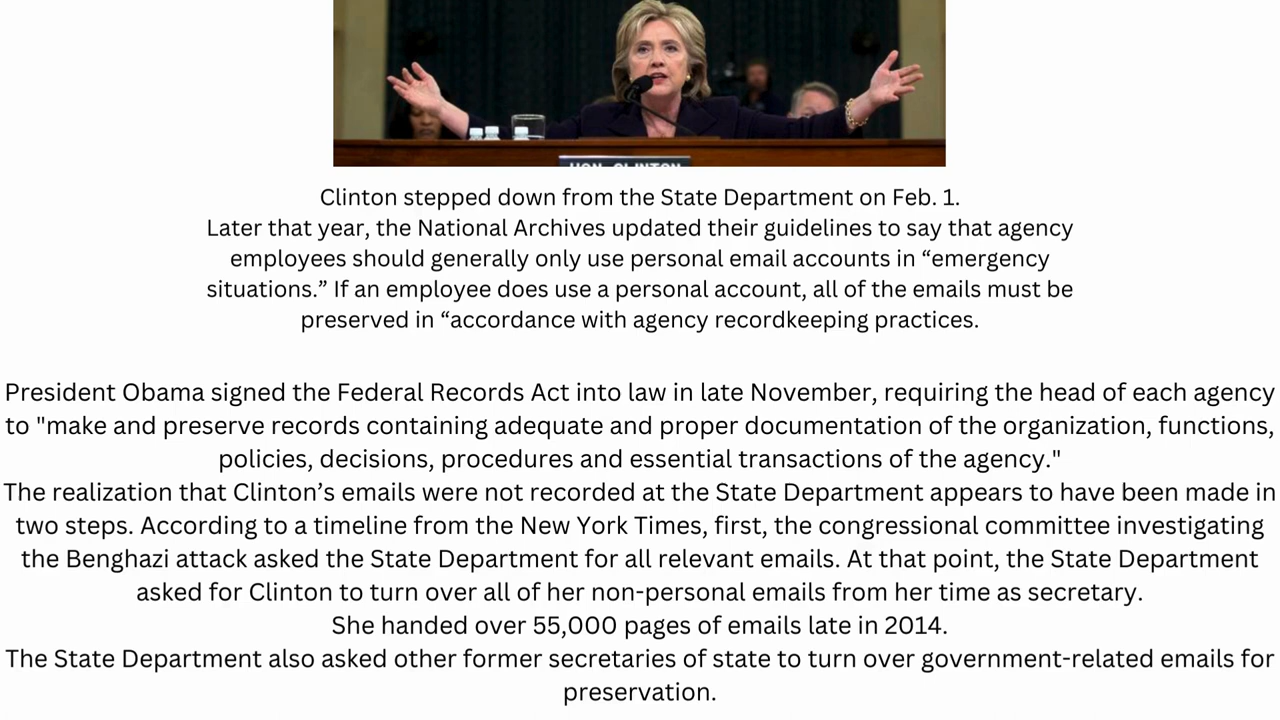 HON. CLINTON
Clinton stepped down from the State Department on Feb. 1.
Later that year, the National Archives updated their guidelines to say that agency
employees should generally only use personal email accounts in “emergency
situations.” If an employee does use a personal account, all of the emails must be
preserved in “accordance with agency recordkeeping practices.
President Obama signed the Federal Records Act into law in late November, requiring the head of each agency
to "make and preserve records containing adequate and proper documentation of the organization, functions,
policies, decisions, procedures and essential transactions of the agency."
The realization that Clinton’s emails were not recorded at the State Department appears to have been made in
two steps. According to a timeline from the New York Times, first, the congressional committee investigating
the Benghazi attack asked the State Department for all relevant emails. At that point, the State Department
asked for Clinton to turn over all of her non-personal emails from her time as secretary.
She handed over 55,000 pages of emails late in 2014.
The State Department also asked other former secretaries of state to turn over government-related emails for
preservation.